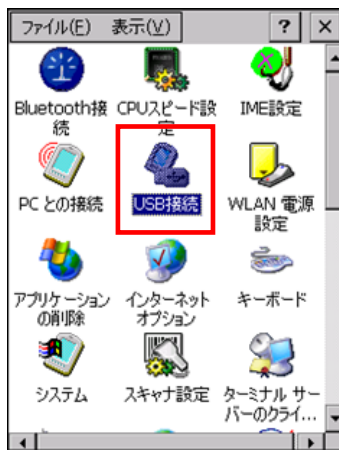 ファイル(F) 表示(V) ? ×
Bluetooth接続 CPUスピード設定 IME設定
PC との接続 USB接続 WLAN 電源設定
アプリケーションの削除 インターネット オプション キーボード
システム スキャナ設定 ターミナル サーバーのクライ...